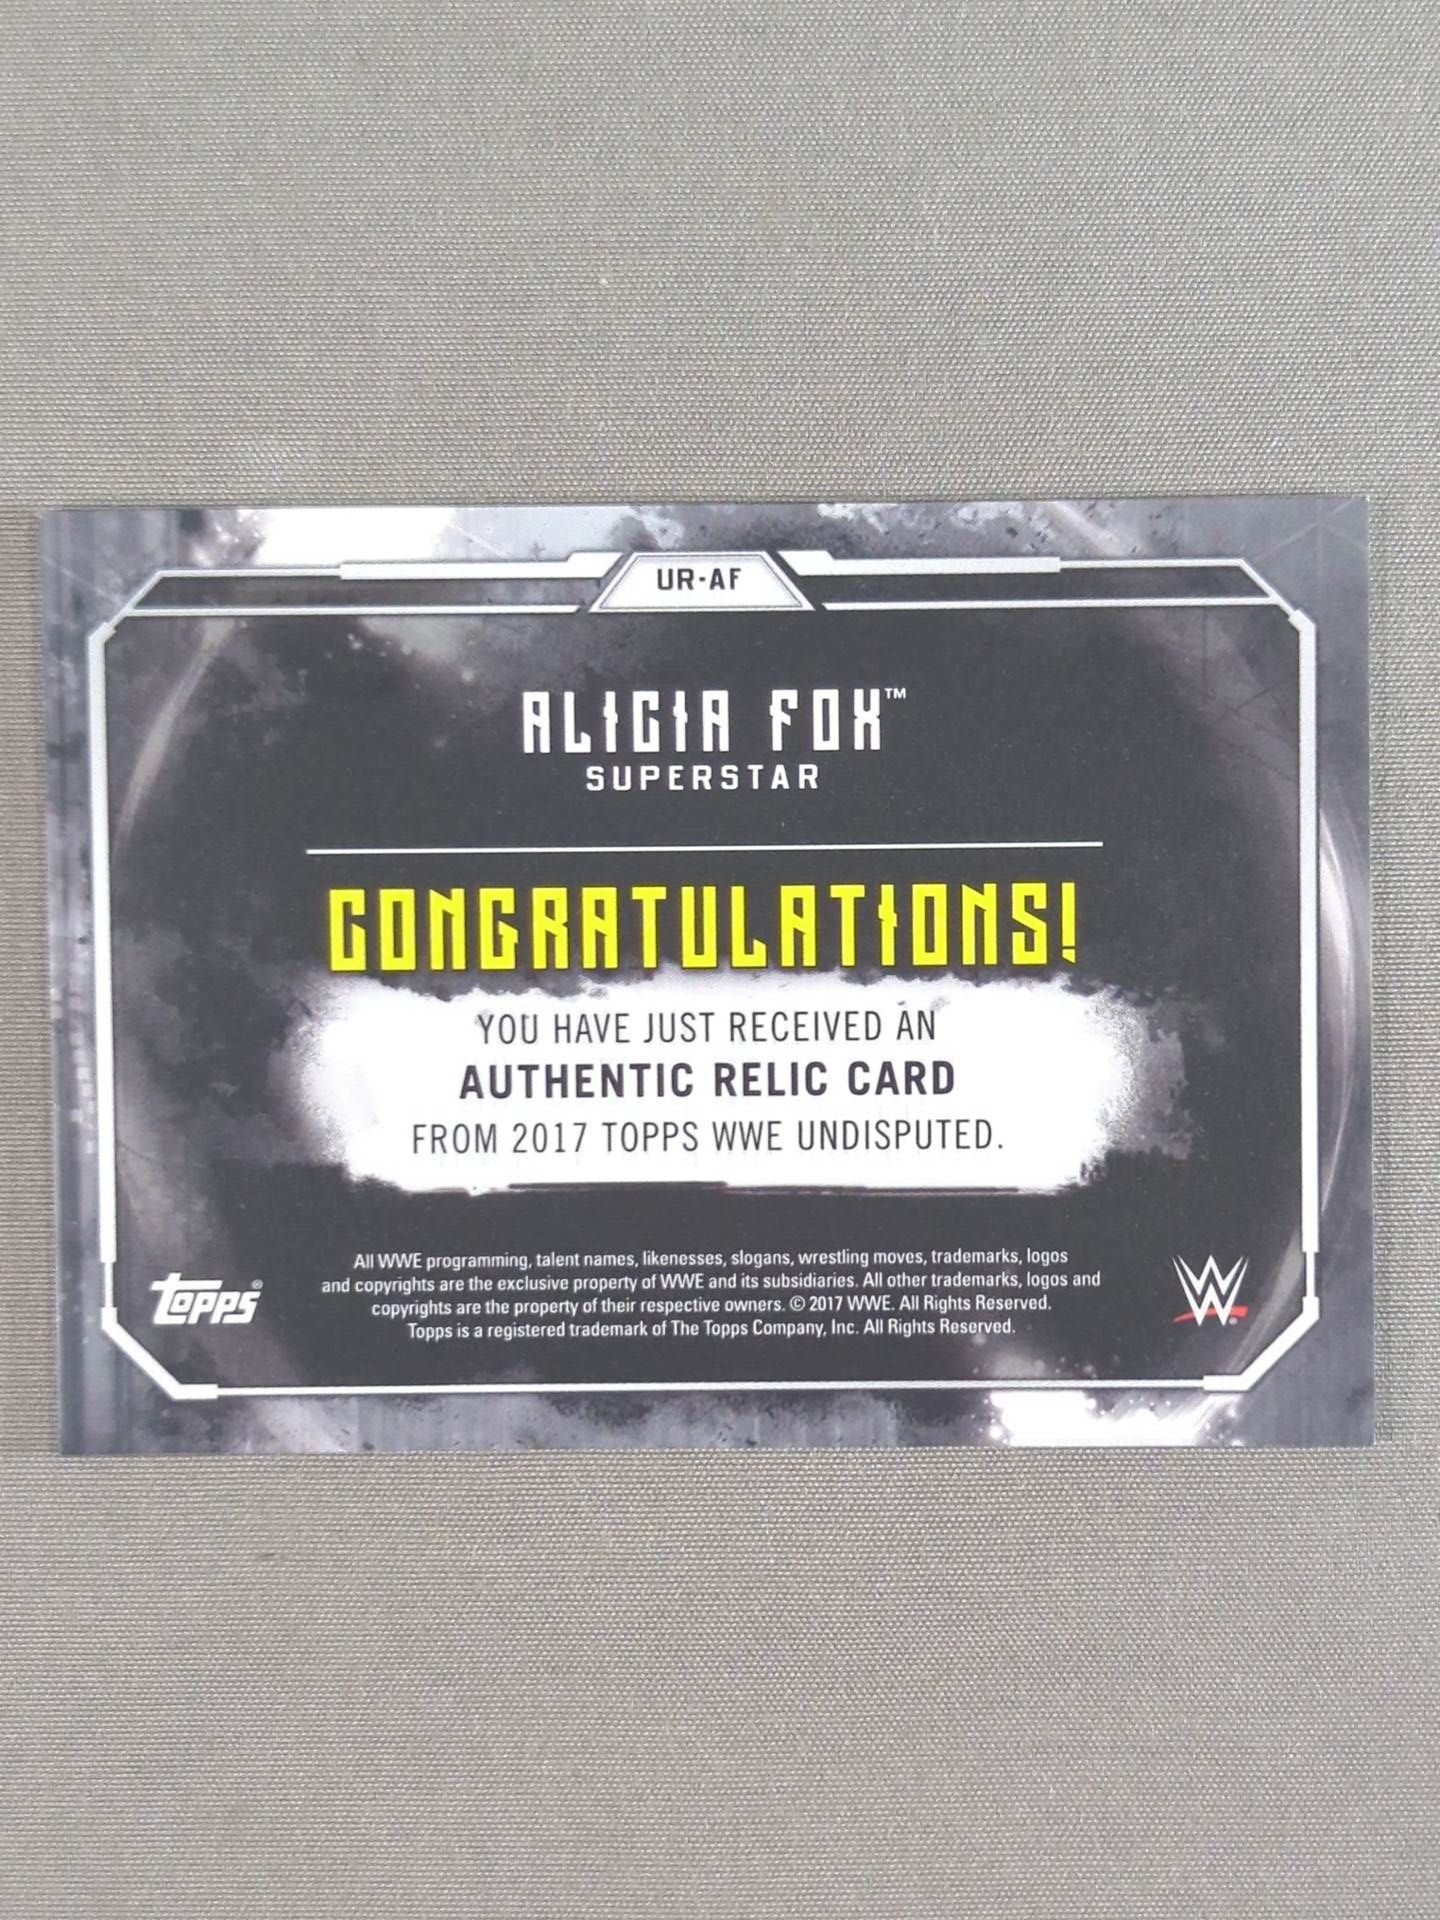 UR-AF
ALICIA FOX™
SUPERSTAR
CONGRATULATIONS!
YOU HAVE JUST RECEIVED AN
AUTHENTIC RELIC CARD
FROM 2017 TOPPS WWE UNDISPUTED.
All WWE programming, talent names, likenesses, slogans, wrestling moves, trademarks, logos
and copyrights are the exclusive property of WWE and its subsidiaries. All other trademarks, logos and
copyrights are the property of their respective owners. © 2017 WWE. All Rights Reserved.
Topps is a registered trademark of The Topps Company, Inc. All Rights Reserved.
Topps®
W®